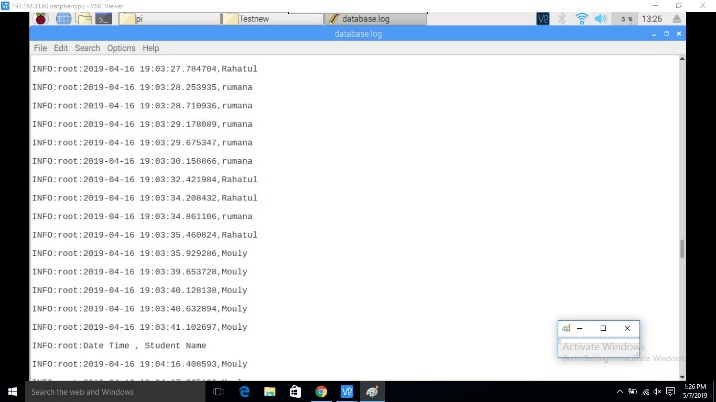 (raspberrypi) - VNC Viewer
pi
Testnew
database.log
3 %
13:26
database.log
File Edit Search Options Help
INFO:root:2019-04-16 19:03:27.784704,Rahatul
INFO:root:2019-04-16 19:03:28.253935,rumana
INFO:root:2019-04-16 19:03:28.710936,rumana
INFO:root:2019-04-16 19:03:29.178089,rumana
INFO:root:2019-04-16 19:03:29.675347,rumana
INFO:root:2019-04-16 19:03:30.158866,rumana
INFO:root:2019-04-16 19:03:32.421984,Rahatul
INFO:root:2019-04-16 19:03:34.208432,Rahatul
INFO:root:2019-04-16 19:03:34.861106,rumana
INFO:root:2019-04-16 19:03:35.460824,Rahatul
INFO:root:2019-04-16 19:03:35.929286,Mouly
INFO:root:2019-04-16 19:03:39.653728,Mouly
INFO:root:2019-04-16 19:03:40.128138,Mouly
INFO:root:2019-04-16 19:03:40.632894,Mouly
INFO:root:2019-04-16 19:03:41.102697,Mouly
INFO:root:Date Time , Student Name
INFO:root:2019-04-16 19:04:16.408593,Mouly
Activate Windows
Go to Settings to activate Windows.
Search the web and Windows
1:26 PM
5/7/2019